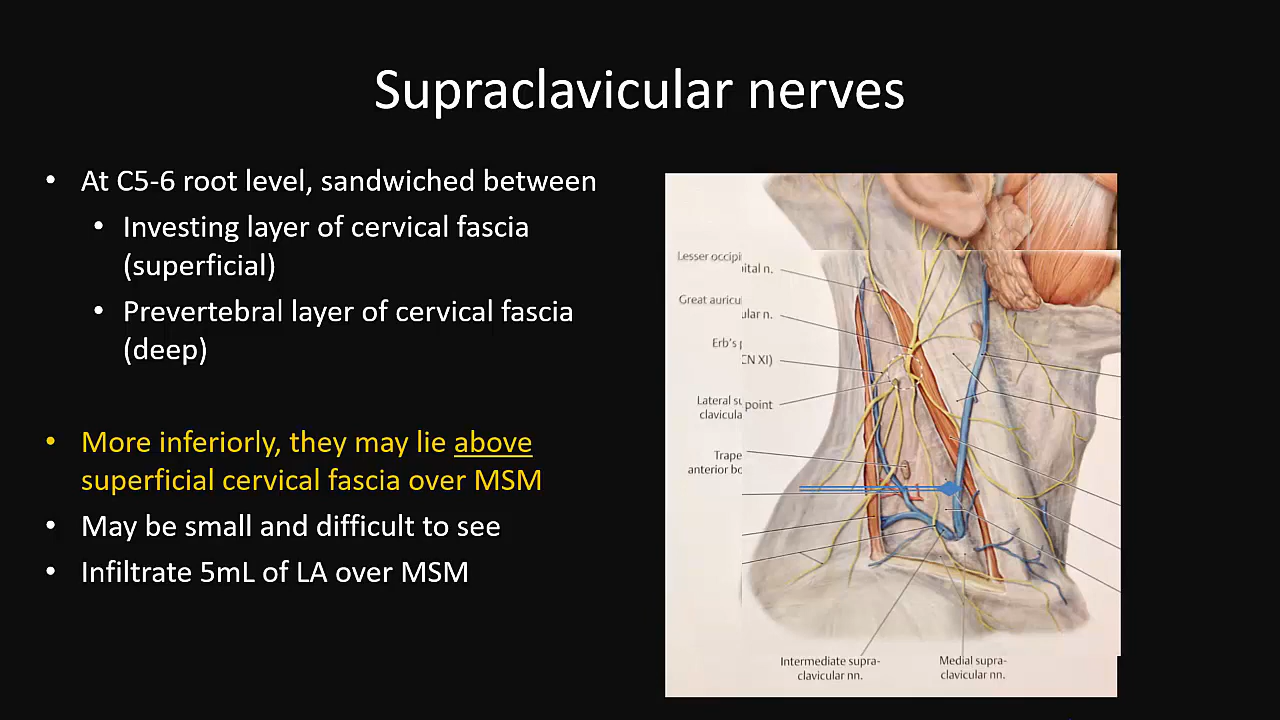 Supraclavicular nerves
• At C5-6 root level, sandwiched between
• Investing layer of cervical fascia
(superficial)
• Prevertebral layer of cervical fascia
(deep)
• More inferiorly, they may lie above
superficial cervical fascia over MSM
• May be small and difficult to see
• Infiltrate 5mL of LA over MSM
Lesser occipi
ital n.
Great auricu
ular n.
Erb's p
CN XI)
Lateral su
clavicula
point
Trape
anterior bo
Intermediate supra-
clavicular nn.
Medial supra-
clavicular nn.